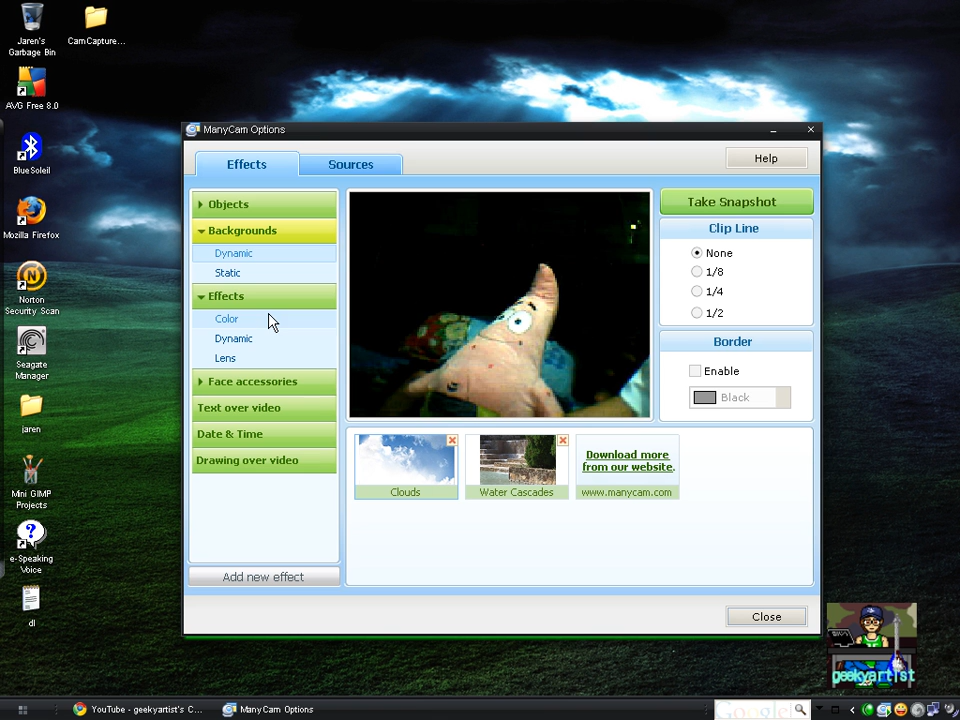 Jaren's
Garbage Bin
CamCapture...
AVG Free 8.0
BlueSoleil
Mozilla Firefox
Norton
Security Scan
Seagate
Manager
jaren
Mini GIMP
Projects
e-Speaking
Voice
dl
ManyCam Options
Effects
Sources
Help
Objects
Backgrounds
Dynamic
Static
Effects
Color
Dynamic
Lens
Face accessories
Text over video
Date & Time
Drawing over video
Add new effect
Take Snapshot
Clip Line
None
1/8
1/4
1/2
Border
Enable
Black
Clouds
Water Cascades
Download more
from our website.
www.manycam.com
Close
geekyartist
YouTube - geekyartist's C...
ManyCam Options
Google